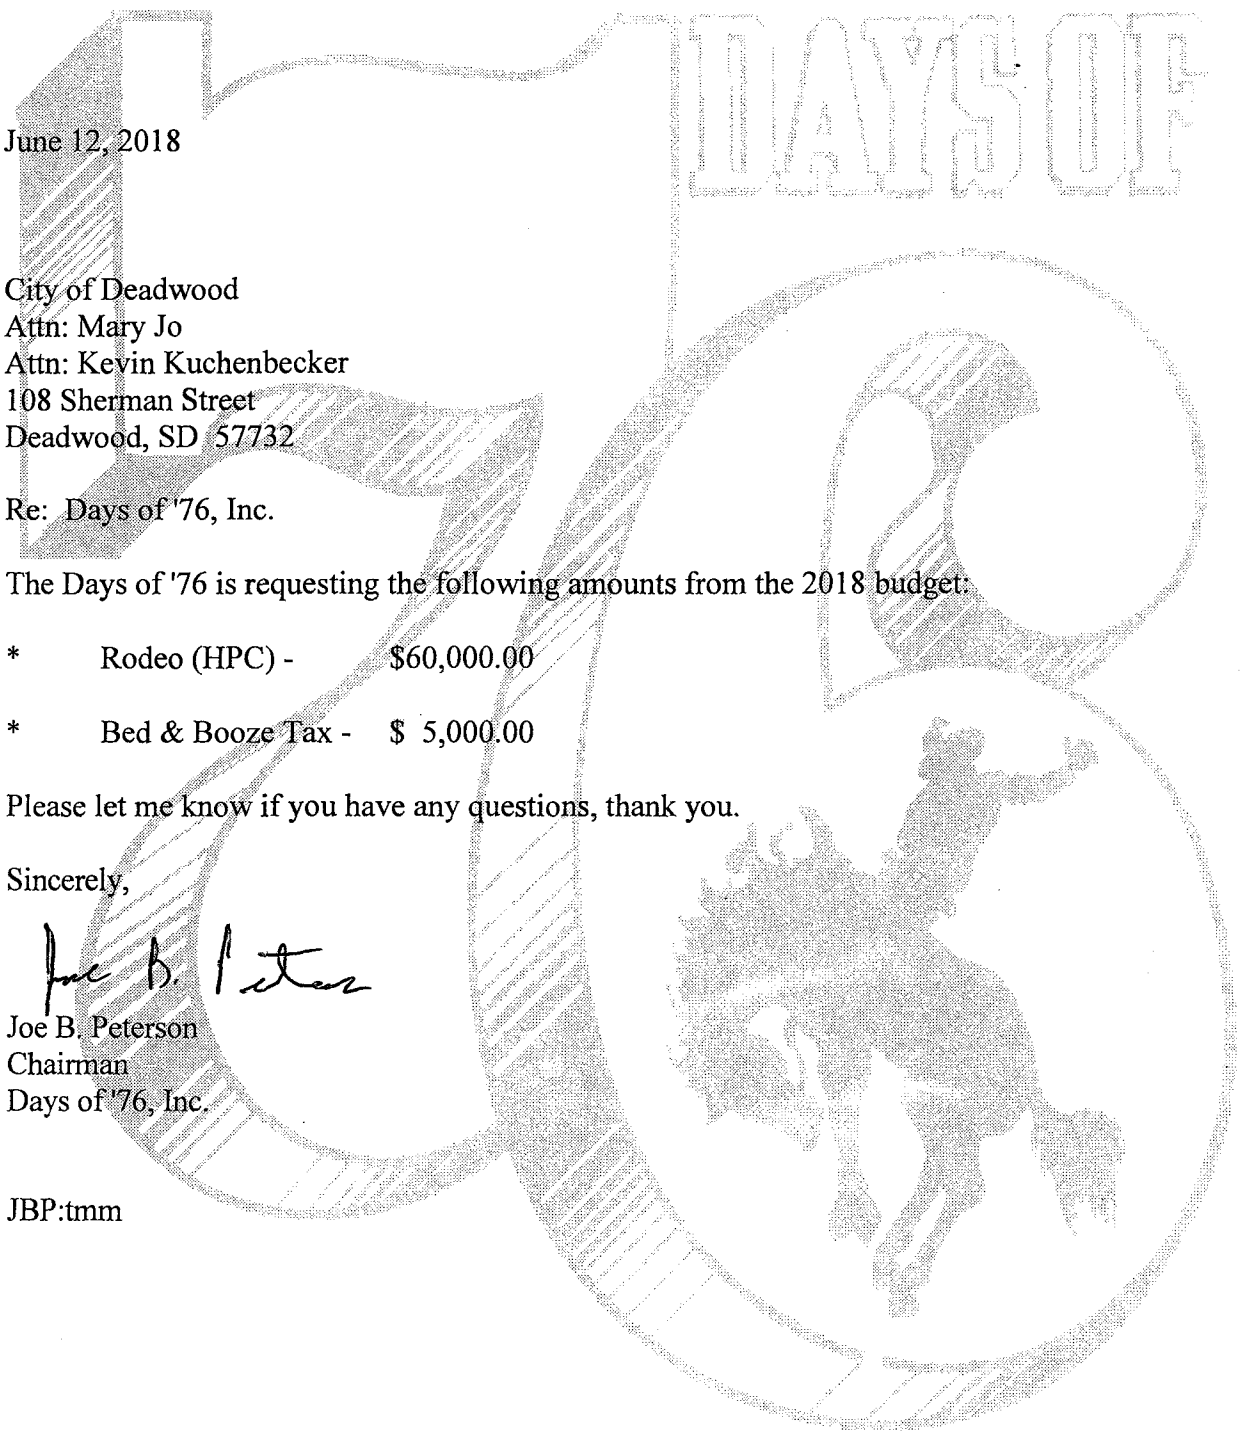 DAYS OF
76
June 12, 2018
City of Deadwood
Attn: Mary Jo
Attn: Kevin Kuchenbecker
108 Sherman Street
Deadwood, SD 57732
Re: Days of '76, Inc.
The Days of '76 is requesting the following amounts from the 2018 budget:
* Rodeo (HPC) - $60,000.00
* Bed & Booze Tax - $ 5,000.00
Please let me know if you have any questions, thank you.
Sincerely,
Joe B. Peterson
Joe B. Peterson
Chairman
Days of '76, Inc.
JBP:tmm